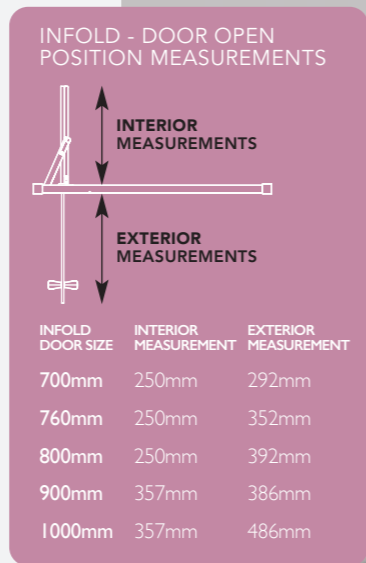 INFOLD - DOOR OPEN
POSITION MEASUREMENTS
INTERIOR
MEASUREMENTS
EXTERIOR
MEASUREMENTS
INFOLD INTERIOR EXTERIOR
DOOR SIZE MEASUREMENT MEASUREMENT
700mm 250mm 292mm
760mm 250mm 352mm
800mm 250mm 392mm
900mm 357mm 386mm
1000mm 357mm 486mm